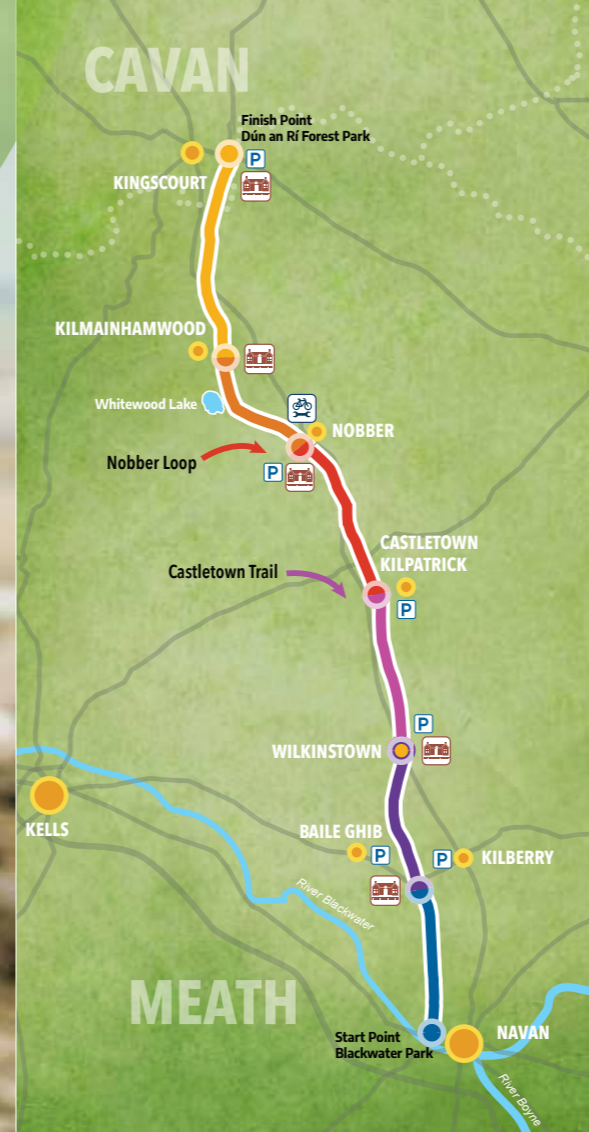 CAVAN
Finish Point
Dún an Rí Forest Park
P
KINGSCOURT
KILMAINHAMWOOD
Whitewood Lake
NOBBER
Nobber Loop
P
CASTLETOWN
KILPATRICK
Castletown Trail
P
P
WILKINSTOWN
KELLS
BAILE GHIB
P
P
KILBERRY
River Blackwater
MEATH
Start Point
Blackwater Park
NAVAN
River Boyne